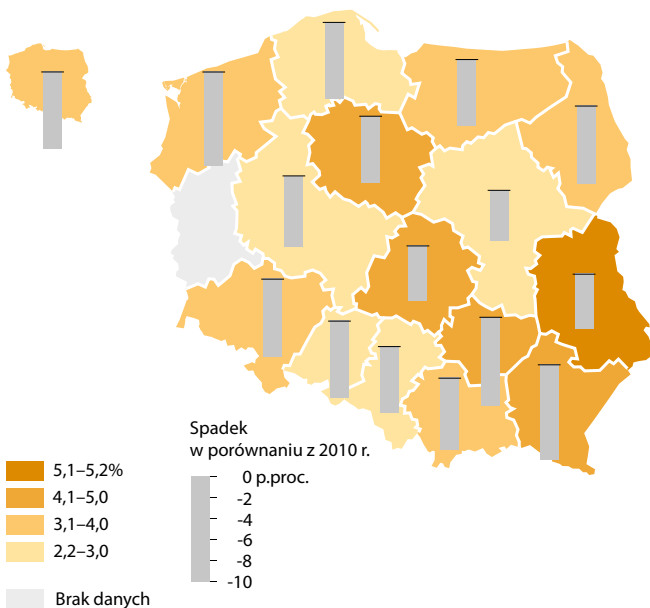 Spadek
w porównaniu z 2010 r.
0 p.proc.
-2
-4
-6
-8
-10
5,1–5,2%
4,1–5,0
3,1–4,0
2,2–3,0
Brak danych